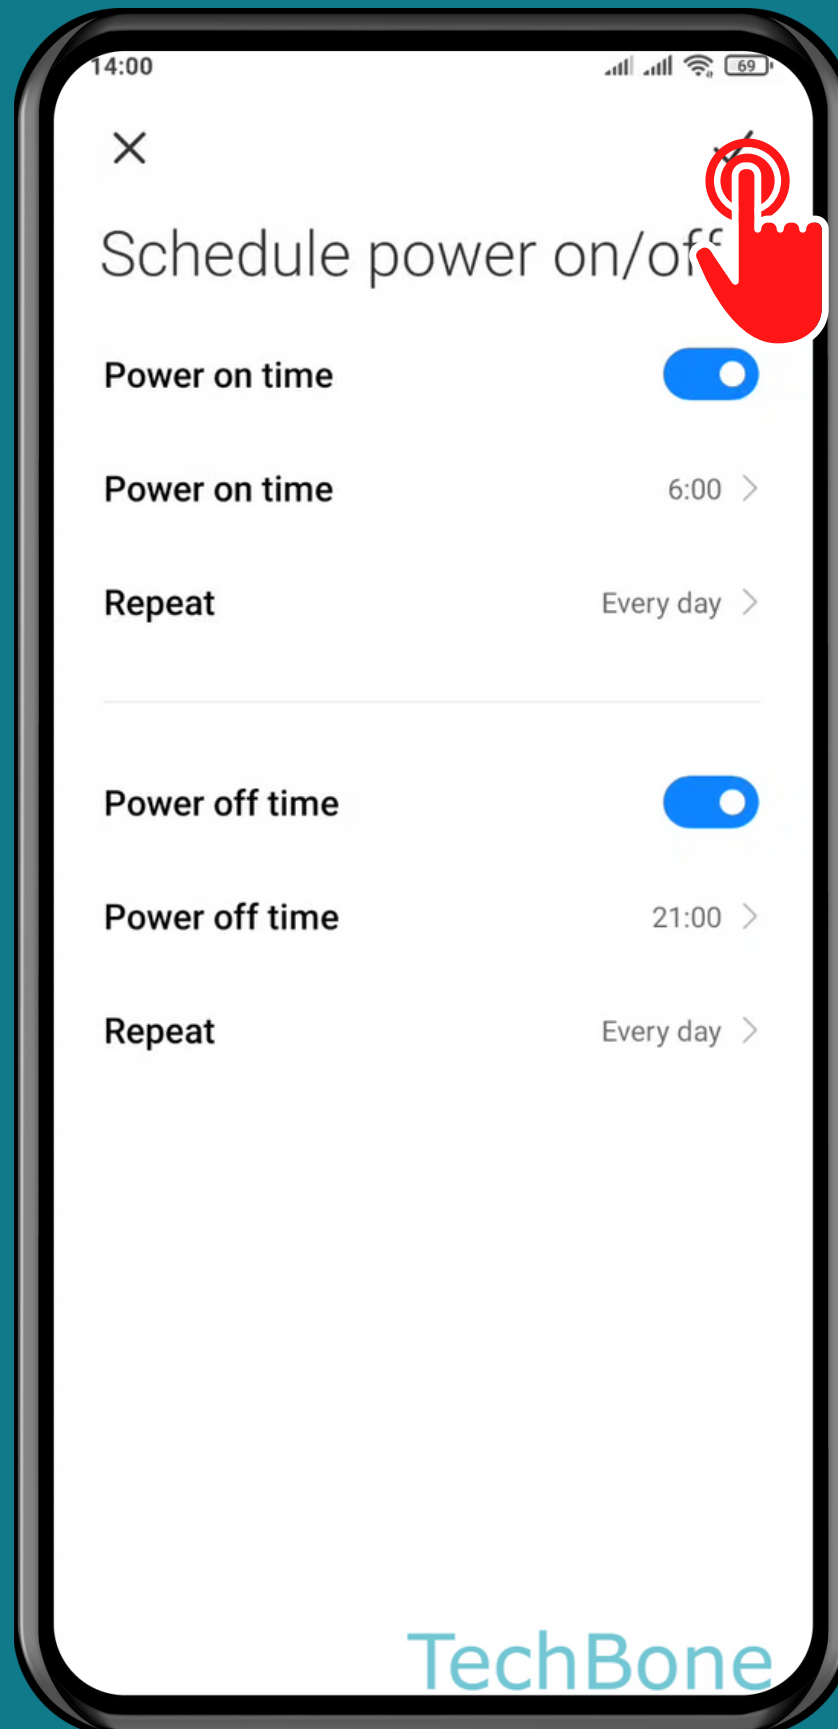 14:00
69
Schedule power on/off
Power on time
Power on time 6:00
Repeat Every day
Power off time
Power off time 21:00
Repeat Every day
TechBone